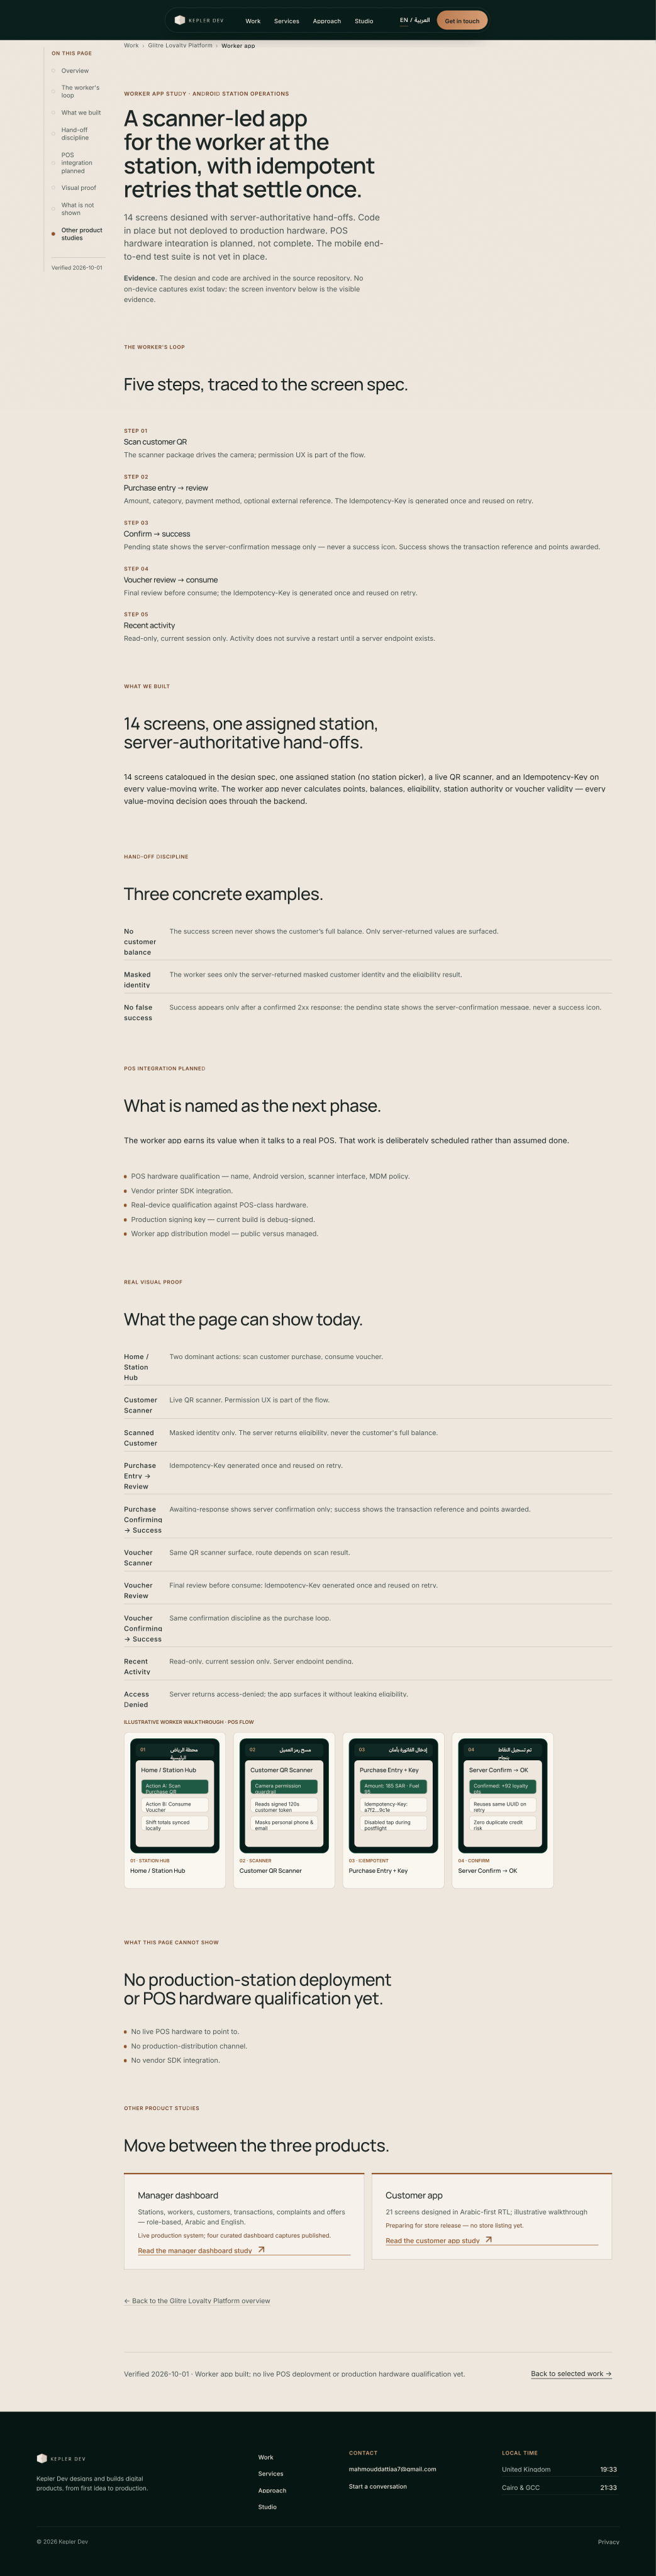 KEPLER DEV
Work
Services
Approach
Studio
EN / العربية
Get in touch
Work › Glitre Loyalty Platform › Worker app
ON THIS PAGE
Overview
The worker's
loop
What we built
Hand-off
discipline
POS
integration
planned
Visual proof
What is not
shown
Other product
studies
Verified 2026-10-01
WORKER APP STUDY · ANDROID STATION OPERATIONS
A scanner-led app
for the worker at the
station, with idempotent
retries that settle once.
14 screens designed with server-authoritative hand-offs. Code
in place but not deployed to production hardware. POS
hardware integration is planned, not complete. The mobile end-
to-end test suite is not yet in place.
Evidence. The design and code are archived in the source repository. No
on-device captures exist today; the screen inventory below is the visible
evidence.
THE WORKER'S LOOP
Five steps, traced to the screen spec.
STEP 01
Scan customer QR
The scanner package drives the camera; permission UX is part of the flow.
STEP 02
Purchase entry → review
Amount, category, payment method, optional external reference. The Idempotency-Key is generated once and reused on retry.
STEP 03
Confirm → success
Pending state shows the server-confirmation message only — never a success icon. Success shows the transaction reference and points awarded.
STEP 04
Voucher review → consume
Final review before consume; the Idempotency-Key is generated once and reused on retry.
STEP 05
Recent activity
Read-only, current session only. Activity does not survive a restart until a server endpoint exists.
WHAT WE BUILT
14 screens, one assigned station,
server-authoritative hand-offs.
14 screens catalogued in the design spec, one assigned station (no station picker), a live QR scanner, and an Idempotency-Key on
every value-moving write. The worker app never calculates points, balances, eligibility, station authority or voucher validity — every
value-moving decision goes through the backend.
HAND-OFF DISCIPLINE
Three concrete examples.
No
customer
balance
The success screen never shows the customer's full balance. Only server-returned values are surfaced.
Masked
identity
The worker sees only the server-returned masked customer identity and the eligibility result.
No false
success
Success appears only after a confirmed 2xx response; the pending state shows the server-confirmation message, never a success icon.
POS INTEGRATION PLANNED
What is named as the next phase.
The worker app earns its value when it talks to a real POS. That work is deliberately scheduled rather than assumed done.
POS hardware qualification — name, Android version, scanner interface, MDM policy.
Vendor printer SDK integration.
Real-device qualification against POS-class hardware.
Production signing key — current build is debug-signed.
Worker app distribution model — public versus managed.
REAL VISUAL PROOF
What the page can show today.
Home /
Station
Hub
Two dominant actions: scan customer purchase, consume voucher.
Customer
Scanner
Live QR scanner. Permission UX is part of the flow.
Scanned
Customer
Masked identity only. The server returns eligibility, never the customer's full balance.
Purchase
Entry →
Review
Idempotency-Key generated once and reused on retry.
Purchase
Confirming
→ Success
Awaiting-response shows server confirmation only; success shows the transaction reference and points awarded.
Voucher
Scanner
Same QR scanner surface, route depends on scan result.
Voucher
Review
Final review before consume; Idempotency-Key generated once and reused on retry.
Voucher
Confirming
→ Success
Same confirmation discipline as the purchase loop.
Recent
Activity
Read-only, current session only. Server endpoint pending.
Access
Denied
Server returns access-denied; the app surfaces it without leaking eligibility.
ILLUSTRATIVE WORKER WALKTHROUGH · POS FLOW
01
محطة الرياض
الرئيسية
Home / Station Hub
Action A: Scan
Purchase QR
Action B: Consume
Voucher
Shift totals synced
locally
01 · STATION HUB
Home / Station Hub
02
مسح رمز العميل
Customer QR Scanner
Camera permission
guardrail
Reads signed 120s
customer token
Masks personal phone &
email
02 · SCANNER
Customer QR Scanner
03
إدخال الفاتورة بأمان
Purchase Entry + Key
Amount: 185 SAR · Fuel
95
Idempotency-Key:
a7f2...9c1e
Disabled tap during
postflight
03 · IDEMPOTENT
Purchase Entry + Key
04
تم تسجيل النقاط
بنجاح
Server Confirm → OK
Confirmed: +92 loyalty
pts
Reuses same UUID on
retry
Zero duplicate credit
risk
04 · CONFIRM
Server Confirm → OK
WHAT THIS PAGE CANNOT SHOW
No production-station deployment
or POS hardware qualification yet.
No live POS hardware to point to.
No production-distribution channel.
No vendor SDK integration.
OTHER PRODUCT STUDIES
Move between the three products.
Manager dashboard
Stations, workers, customers, transactions, complaints and offers
— role-based, Arabic and English.
Live production system; four curated dashboard captures published.
Read the manager dashboard study
Customer app
21 screens designed in Arabic-first RTL; illustrative walkthrough
Preparing for store release — no store listing yet.
Read the customer app study
← Back to the Glitre Loyalty Platform overview
Verified 2026-10-01 · Worker app built; no live POS deployment or production hardware qualification yet.
Back to selected work →
KEPLER DEV
Kepler Dev designs and builds digital
products, from first idea to production.
Work
Services
Approach
Studio
CONTACT
mahmouddattiaa7@gmail.com
Start a conversation
LOCAL TIME
United Kingdom 19:33
Cairo & GCC 21:33
© 2026 Kepler Dev
Privacy